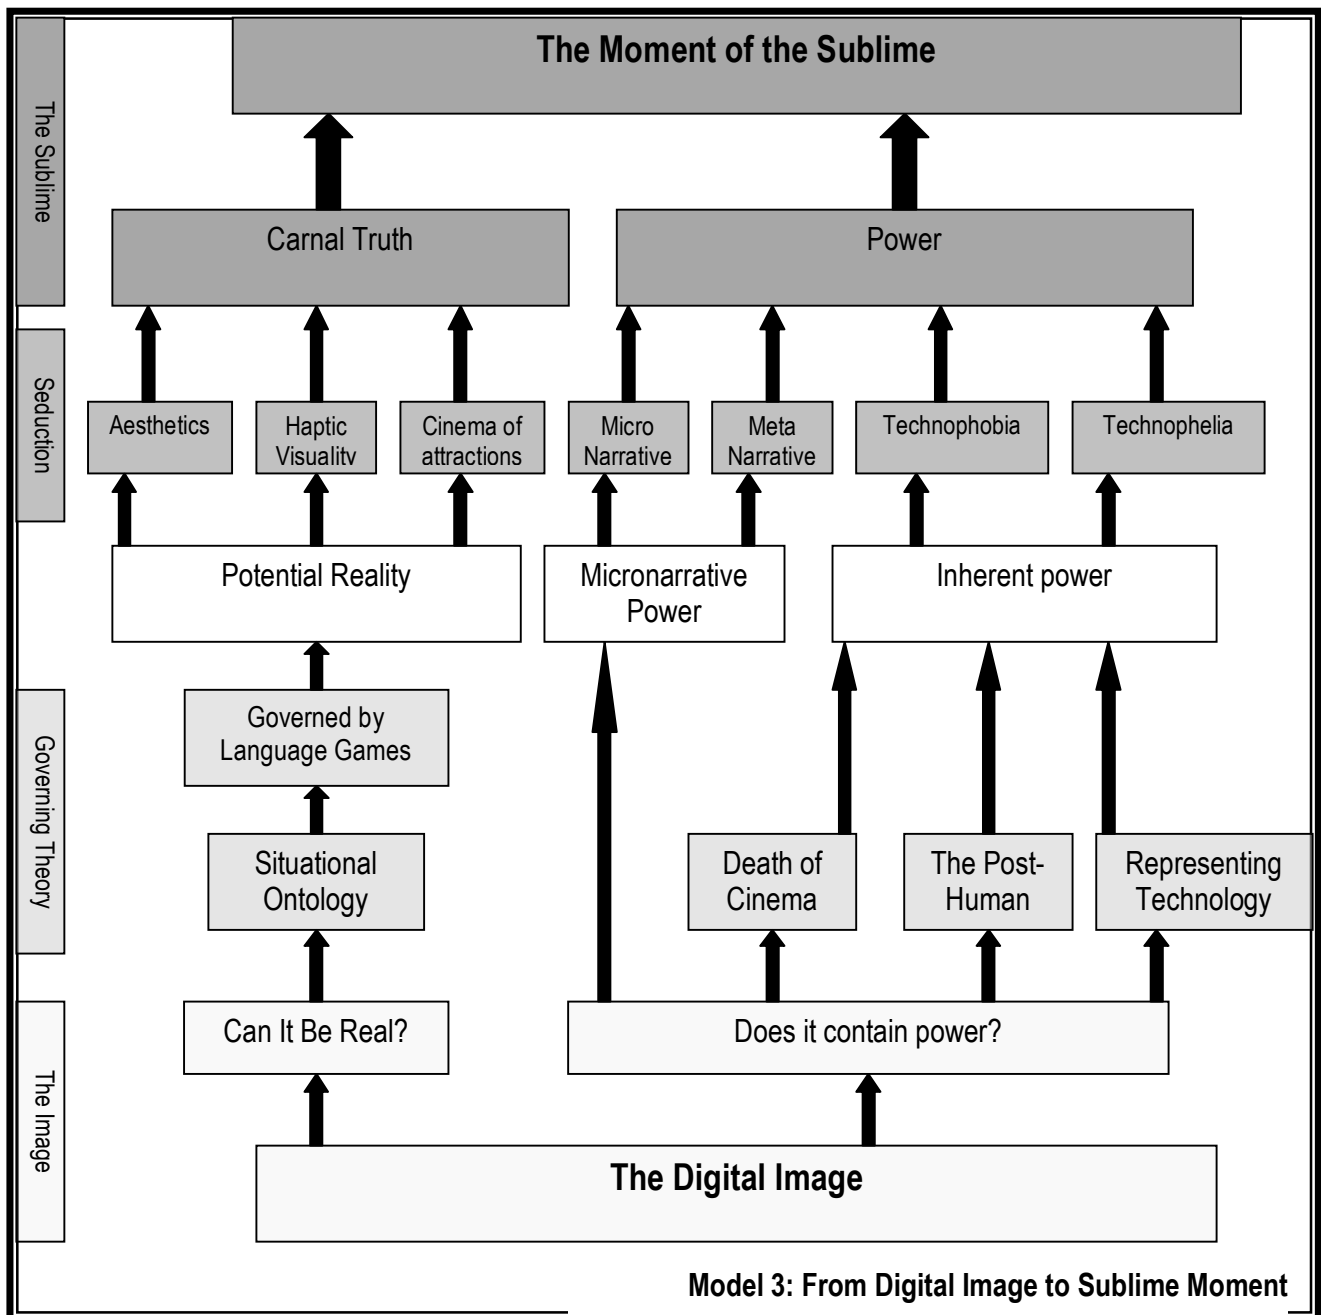 The Moment of the Sublime
The Sublime
Carnal Truth
Power
Seduction
Aesthetics
Haptic
Visuality
Cinema of
attractions
Micro
Narrative
Meta
Narrative
Technophobia
Technophelia
Potential Reality
Micronarrative
Power
Inherent power
Governing Theory
Governed by
Language Games
Situational
Ontology
Death of
Cinema
The Post-
Human
Representing
Technology
The Image
Can It Be Real?
Does it contain power?
The Digital Image
Model 3: From Digital Image to Sublime Moment